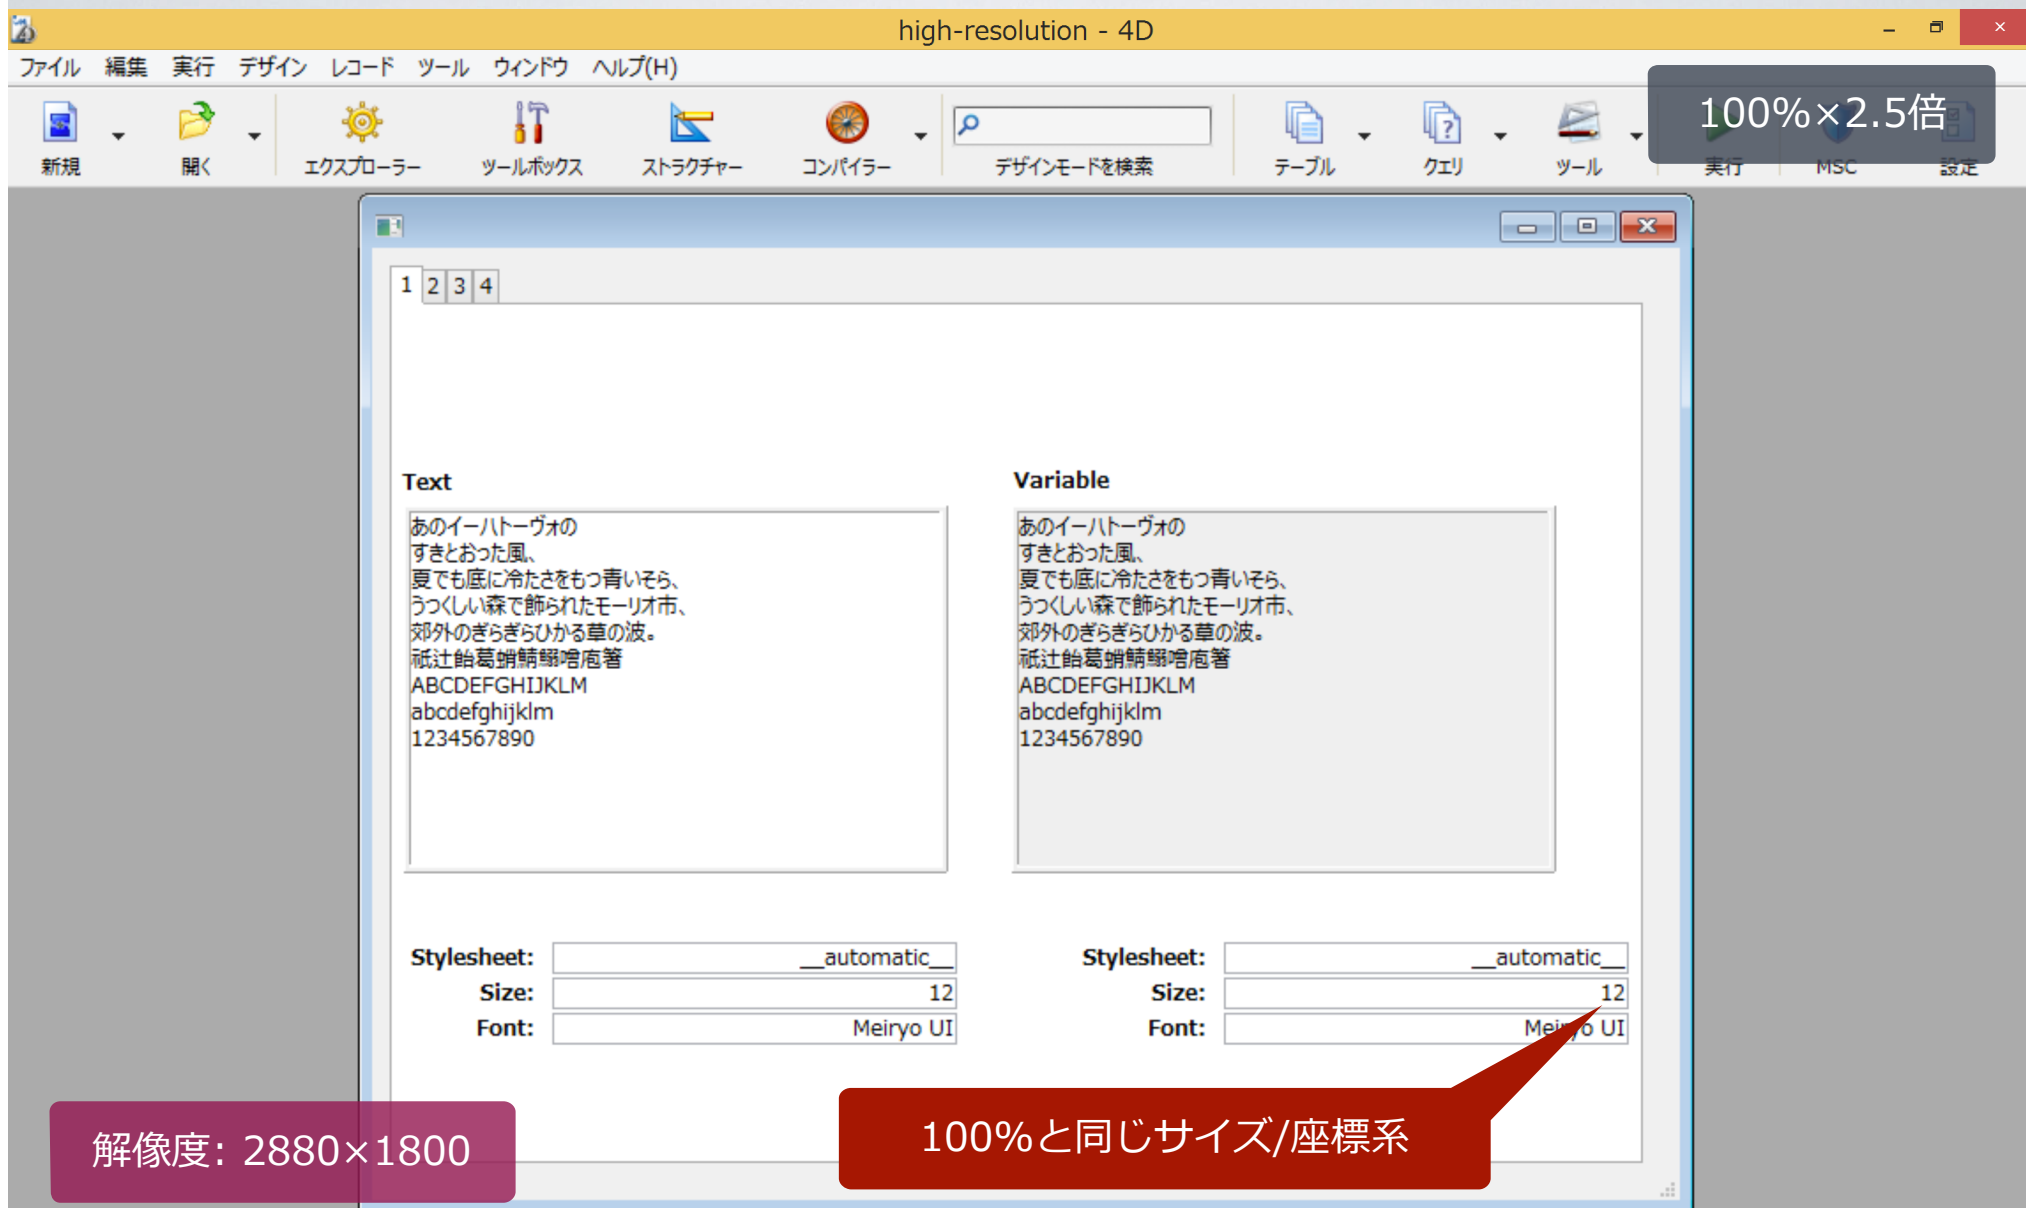 high-resolution - 4D
ファイル 編集 実行 デザイン レコード ツール ウィンドウ ヘルプ(H)
100%×2.5倍
新規 開く エクスプローラー ツールボックス ストラクチャー コンパイラー デザインモードを検索 テーブル クエリ ツール 実行 MSC 設定
1 2 3 4
Text
あのイーハトーヴォの
すきとおった風、
夏でも底に冷たさをもつ青いそら、
うつくしい森で飾られたモーリオ市、
郊外のぎらぎらひかる草の波。
祇辻飴葛蛸鯖鰯噌庖箸
ABCDEFGHIJKLM
abcdefghijklm
1234567890
Variable
あのイーハトーヴォの
すきとおった風、
夏でも底に冷たさをもつ青いそら、
うつくしい森で飾られたモーリオ市、
郊外のぎらぎらひかる草の波。
祇辻飴葛蛸鯖鰯噌庖箸
ABCDEFGHIJKLM
abcdefghijklm
1234567890
Stylesheet: __automatic__
Size: 12
Font: Meiryo UI
Stylesheet: __automatic__
Size: 12
Font: Meiryo UI
100%と同じサイズ/座標系
解像度: 2880×1800